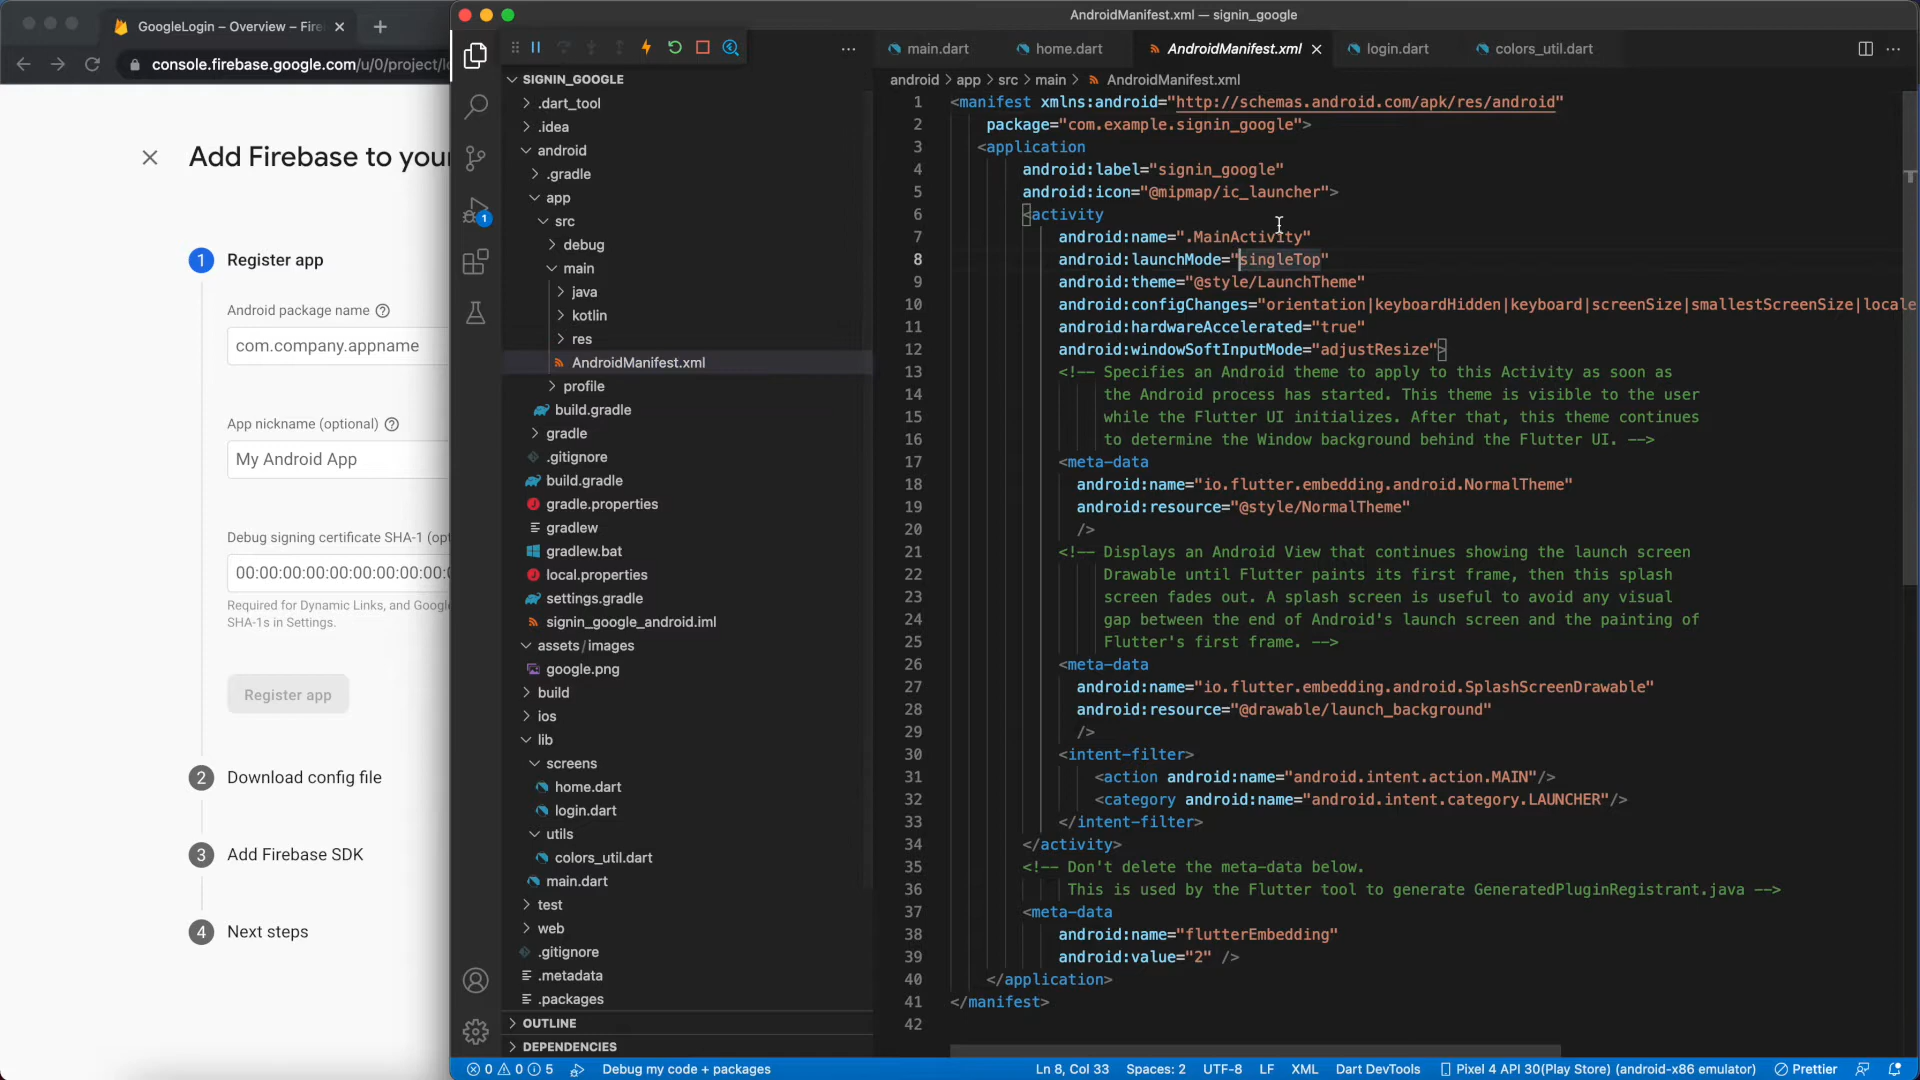 GoogleLogin – Overview – Fire
console.firebase.google.com/u/0/project/l
Add Firebase to your
1 Register app
Android package name
com.company.appname
App nickname (optional)
My Android App
Debug signing certificate SHA-1 (opt
00:00:00:00:00:00:00:00:00:0
Required for Dynamic Links, and Googl
SHA-1s in Settings.
Register app
2 Download config file
3 Add Firebase SDK
4 Next steps
AndroidManifest.xml — signin_google
1
SIGNIN_GOOGLE
.dart_tool
.idea
android
.gradle
app
src
debug
main
java
kotlin
res
AndroidManifest.xml
profile
build.gradle
gradle
.gitignore
build.gradle
gradle.properties
gradlew
gradlew.bat
local.properties
settings.gradle
signin_google_android.iml
assets/images
google.png
build
ios
lib
screens
home.dart
login.dart
utils
colors_util.dart
main.dart
test
web
.gitignore
.metadata
.packages
OUTLINE
DEPENDENCIES
main.dart home.dart AndroidManifest.xml login.dart colors_util.dart
android > app > src > main > AndroidManifest.xml
1 <manifest xmlns:android="http://schemas.android.com/apk/res/android"
2 package="com.example.signin_google">
3 <application
4 android:label="signin_google"
5 android:icon="@mipmap/ic_launcher">
6 <activity
7 android:name=".MainActivity"
8 android:launchMode="singleTop"
9 android:theme="@style/LaunchTheme"
10 android:configChanges="orientation|keyboardHidden|keyboard|screenSize|smallestScreenSize|locale
11 android:hardwareAccelerated="true"
12 android:windowSoftInputMode="adjustResize">
13 <!-- Specifies an Android theme to apply to this Activity as soon as
14 the Android process has started. This theme is visible to the user
15 while the Flutter UI initializes. After that, this theme continues
16 to determine the Window background behind the Flutter UI. -->
17 <meta-data
18 android:name="io.flutter.embedding.android.NormalTheme"
19 android:resource="@style/NormalTheme"
20 />
21 <!-- Displays an Android View that continues showing the launch screen
22 Drawable until Flutter paints its first frame, then this splash
23 screen fades out. A splash screen is useful to avoid any visual
24 gap between the end of Android's launch screen and the painting of
25 Flutter's first frame. -->
26 <meta-data
27 android:name="io.flutter.embedding.android.SplashScreenDrawable"
28 android:resource="@drawable/launch_background"
29 />
30 <intent-filter>
31 <action android:name="android.intent.action.MAIN"/>
32 <category android:name="android.intent.category.LAUNCHER"/>
33 </intent-filter>
34 </activity>
35 <!-- Don't delete the meta-data below.
36 This is used by the Flutter tool to generate GeneratedPluginRegistrant.java -->
37 <meta-data
38 android:name="flutterEmbedding"
39 android:value="2" />
40 </application>
41 </manifest>
42
0 0 5 Debug my code + packages Ln 8, Col 33 Spaces: 2 UTF-8 LF XML Dart DevTools Pixel 4 API 30(Play Store) (android-x86 emulator) Prettier